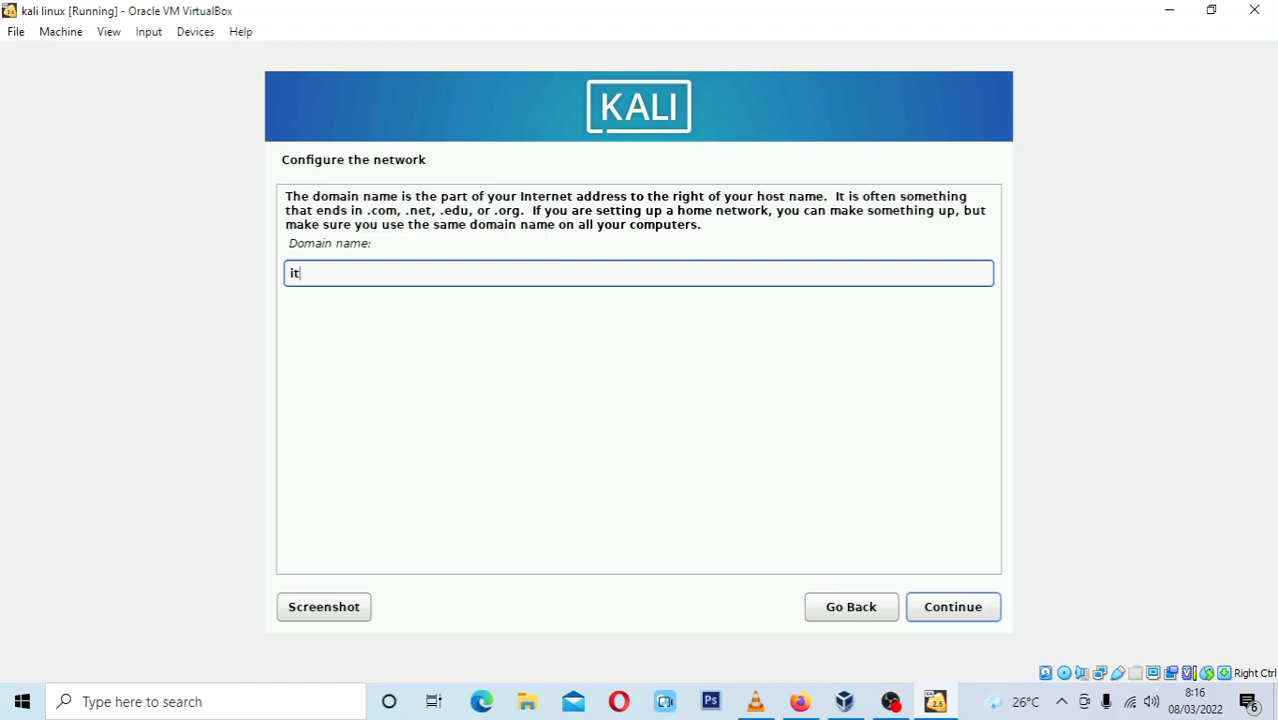 kali linux [Running] - Oracle VM VirtualBox
File Machine View Input Devices Help
KALI
Configure the network
The domain name is the part of your Internet address to the right of your host name. It is often something
that ends in .com, .net, .edu, or .org. If you are setting up a home network, you can make something up, but
make sure you use the same domain name on all your computers.
Domain name:
it
Screenshot Go Back Continue
Right Ctrl
Type here to search
Ps
2.6
26°C
8:16
08/03/2022
6